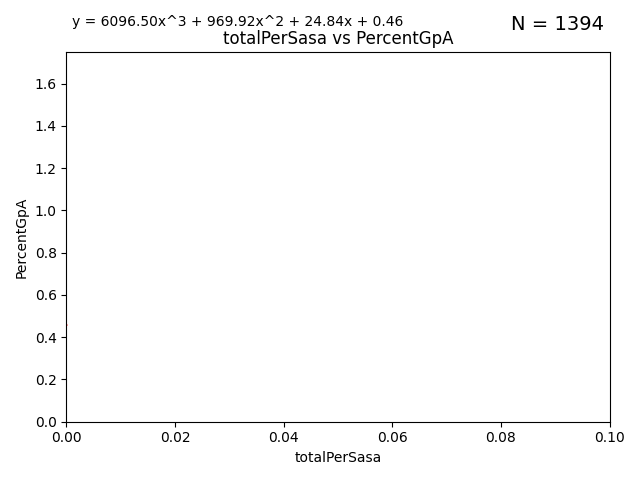 y = 6096.50x^3 + 969.92x^2 + 24.84x + 0.46
N = 1394
totalPerSasa vs PercentGpA
PercentGpA
1.6
1.4
1.2
1.0
0.8
0.6
0.4
0.2
0.0
0.00 0.02 0.04 0.06 0.08 0.10
totalPerSasa